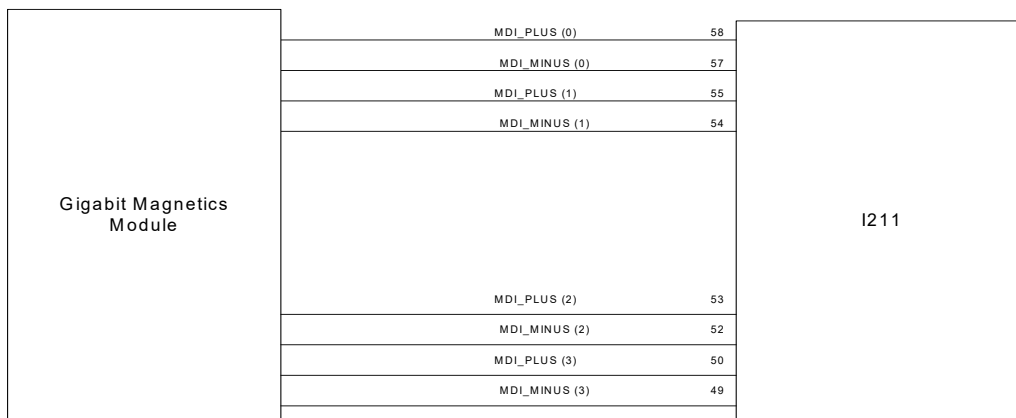 MDI_PLUS (0) 58
MDI_MINUS (0) 57
MDI_PLUS (1) 55
MDI_MINUS (1) 54
Gigabit Magnetics
Module
I211
MDI_PLUS (2) 53
MDI_MINUS (2) 52
MDI_PLUS (3) 50
MDI_MINUS (3) 49